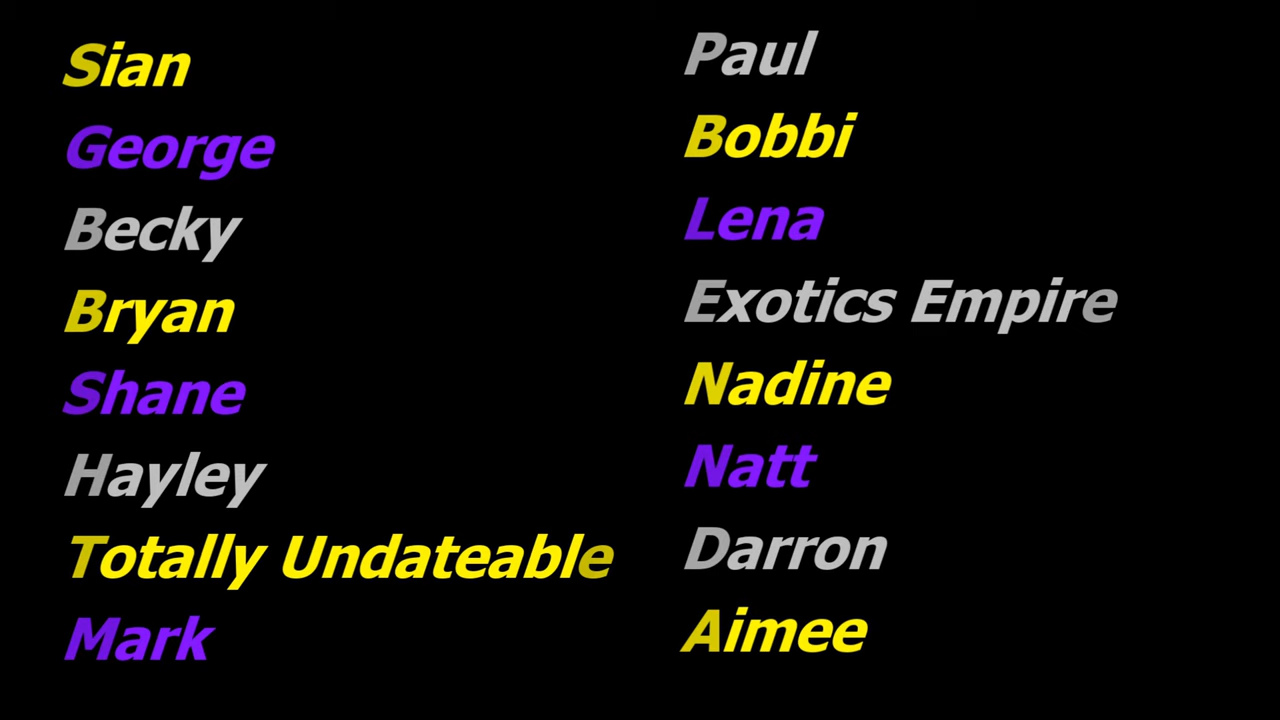 Sian
George
Becky
Bryan
Shane
Hayley
Totally Undateable
Mark
Paul
Bobbi
Lena
Exotics Empire
Nadine
Natt
Darron
Aimee